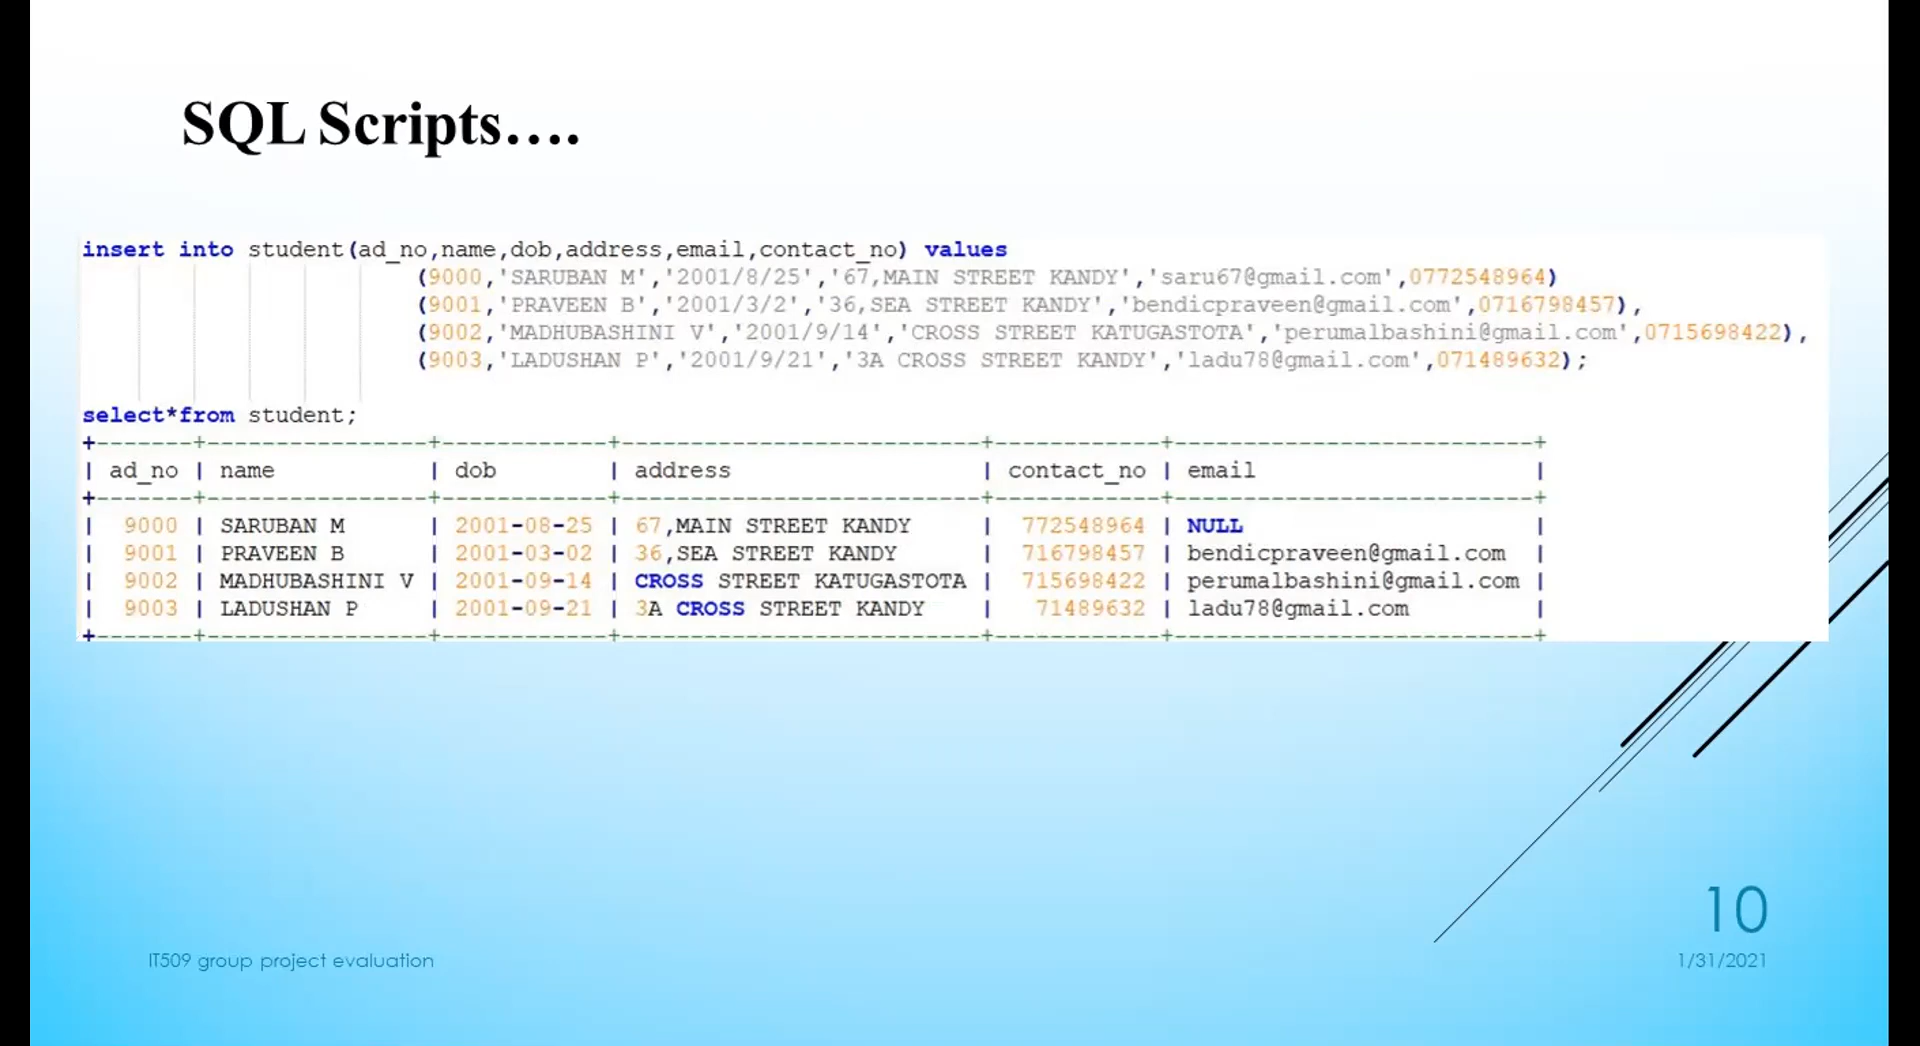 SQL Scripts….
insert into student(ad_no,name,dob,address,email,contact_no) values
(9000,'SARUBAN M','2001/8/25','67,MAIN STREET KANDY','saru67@gmail.com',0772548964)
(9001,'PRAVEEN B','2001/3/2','36,SEA STREET KANDY','bendicpraveen@gmail.com',0716798457),
(9002,'MADHUBASHINI V','2001/9/14','CROSS STREET KATUGASTOTA','perumalbashini@gmail.com',0715698422),
(9003,'LADUSHAN P','2001/9/21','3A CROSS STREET KANDY','ladu78@gmail.com',071489632);
select*from student;
+-------+----------------+------------+--------------------------+------------+--------------------------+
| ad_no | name | dob | address | contact_no | email |
+-------+----------------+------------+--------------------------+------------+--------------------------+
| 9000 | SARUBAN M | 2001-08-25 | 67,MAIN STREET KANDY | 772548964 | NULL |
| 9001 | PRAVEEN B | 2001-03-02 | 36,SEA STREET KANDY | 716798457 | bendicpraveen@gmail.com |
| 9002 | MADHUBASHINI V | 2001-09-14 | CROSS STREET KATUGASTOTA | 715698422 | perumalbashini@gmail.com |
| 9003 | LADUSHAN P | 2001-09-21 | 3A CROSS STREET KANDY | 71489632 | ladu78@gmail.com |
+-------+----------------+------------+--------------------------+------------+--------------------------+
10
IT509 group project evaluation
1/31/2021